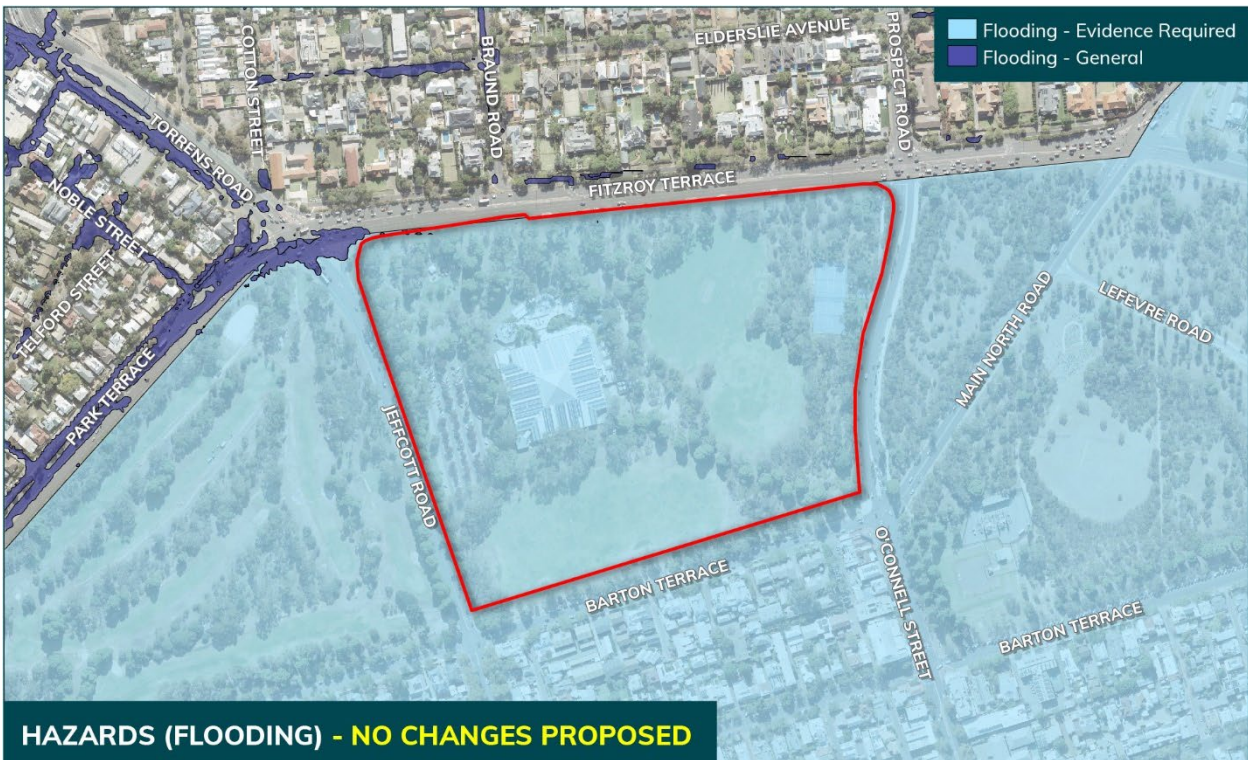 Flooding - Evidence Required
Flooding - General
COTTON STREET
BRAUND ROAD
ELDERSLIE AVENUE
PROSPECT ROAD
TORRENS ROAD
NOBLE STREET
TELFORD STREET
FITZROY TERRACE
PARK TERRACE
JEFFCOTT ROAD
MAIN NORTH ROAD
LEFEVRE ROAD
BARTON TERRACE
O'CONNELL STREET
BARTON TERRACE
HAZARDS (FLOODING) - NO CHANGES PROPOSED